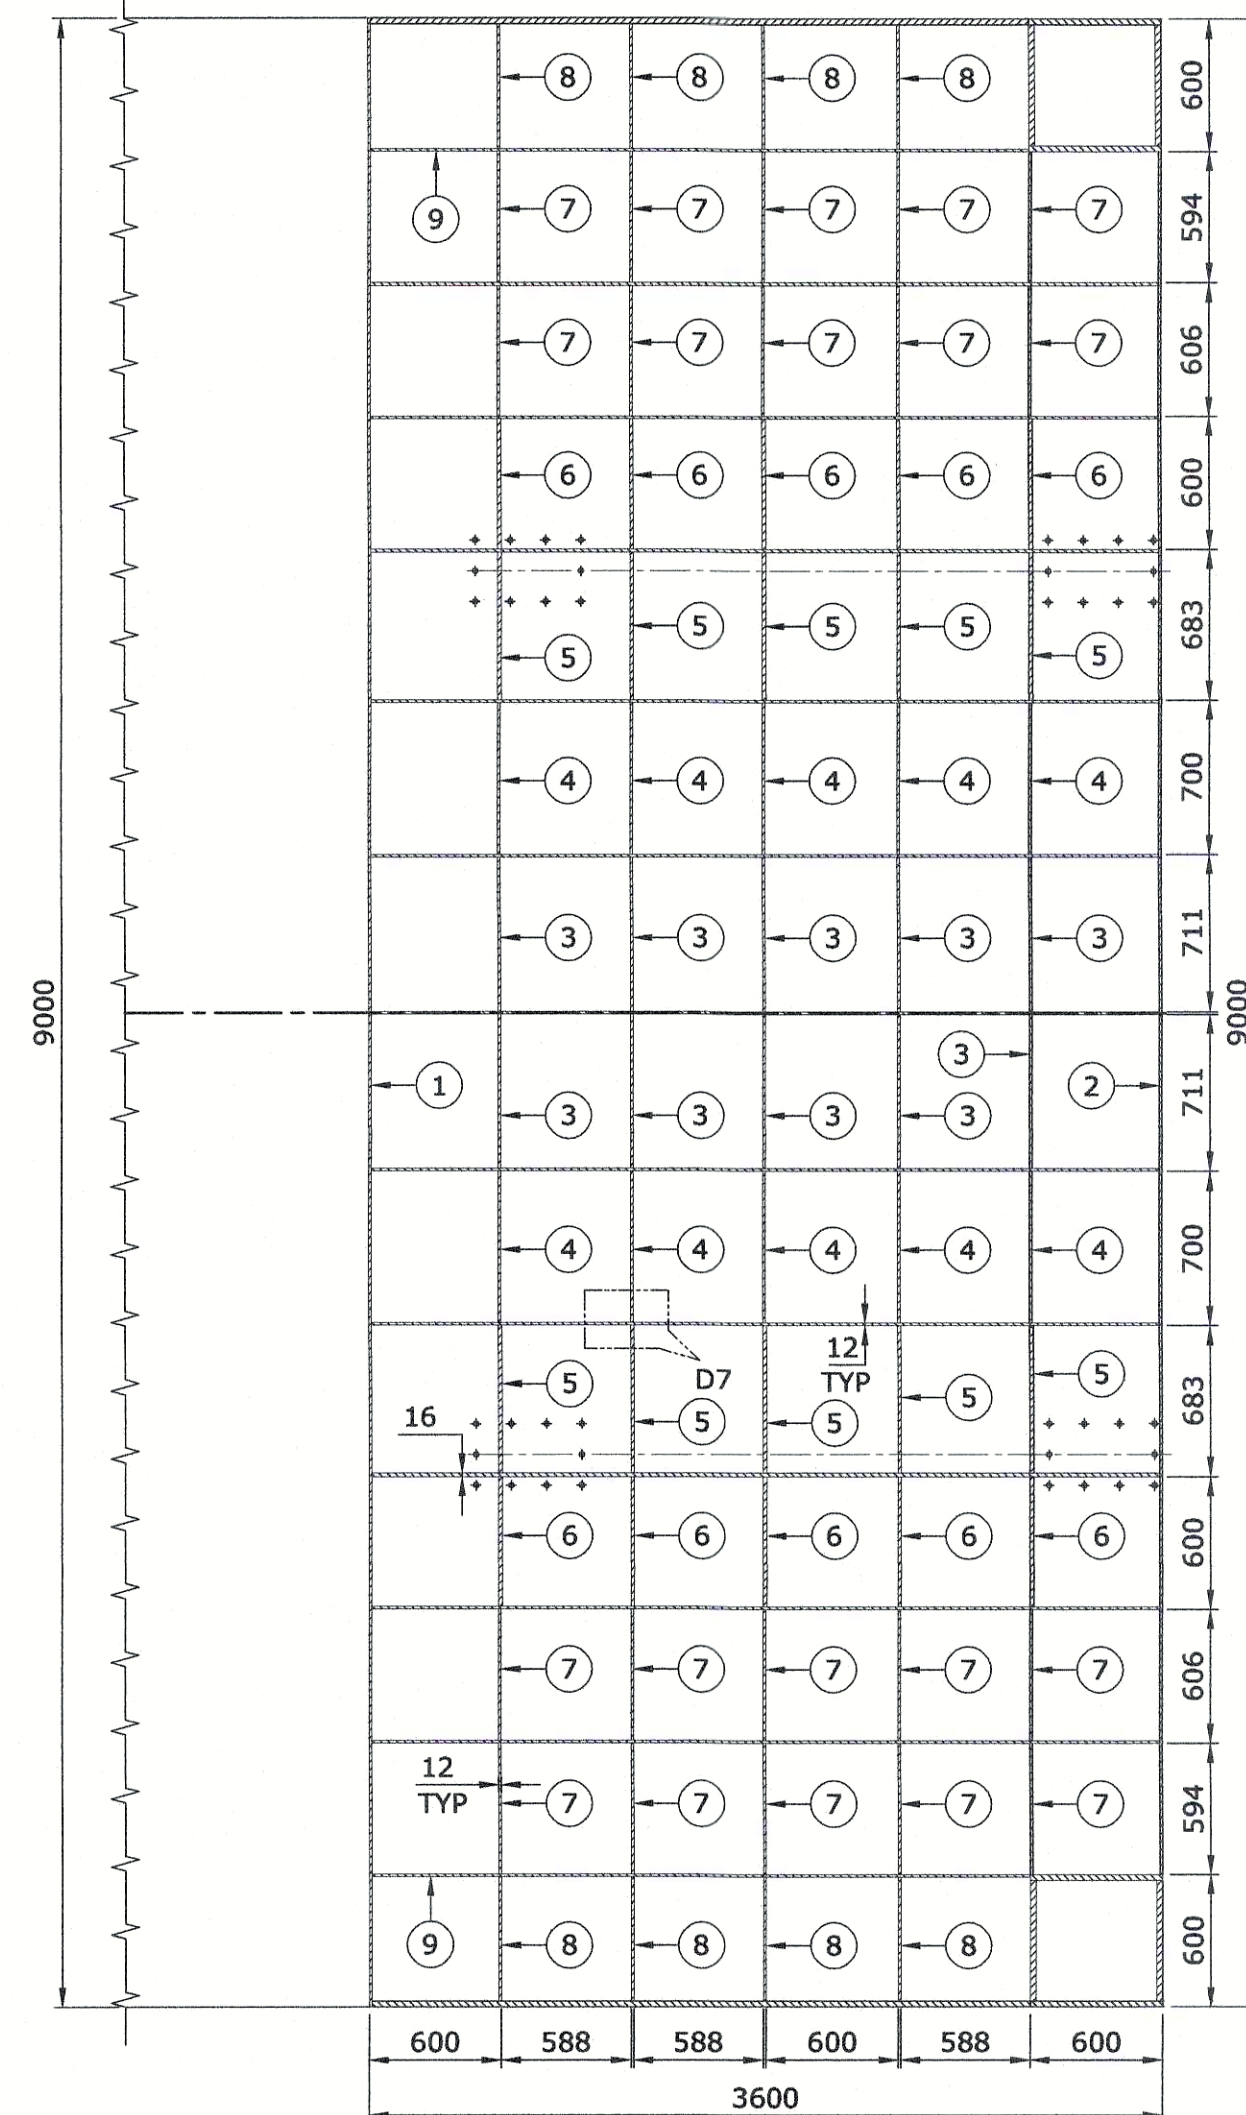 8 8 8 8 600
9 7 7 7 7 7 594
7 7 7 7 7 606
6 6 6 6 6 600
5 5 5 683
5 5
4 4 4 4 4 700
3 3 3 3 3 711
9000 9000
3
1 2 711
3 3 3 3
4 4 4 4 4 700
12
TYP
D7
5 5 5 683
16 5 5
6 6 6 6 6 600
7 7 7 7 7 606
12
TYP
7 7 7 7 7 594
9 8 8 8 8 600
600 588 588 600 588 600
3600